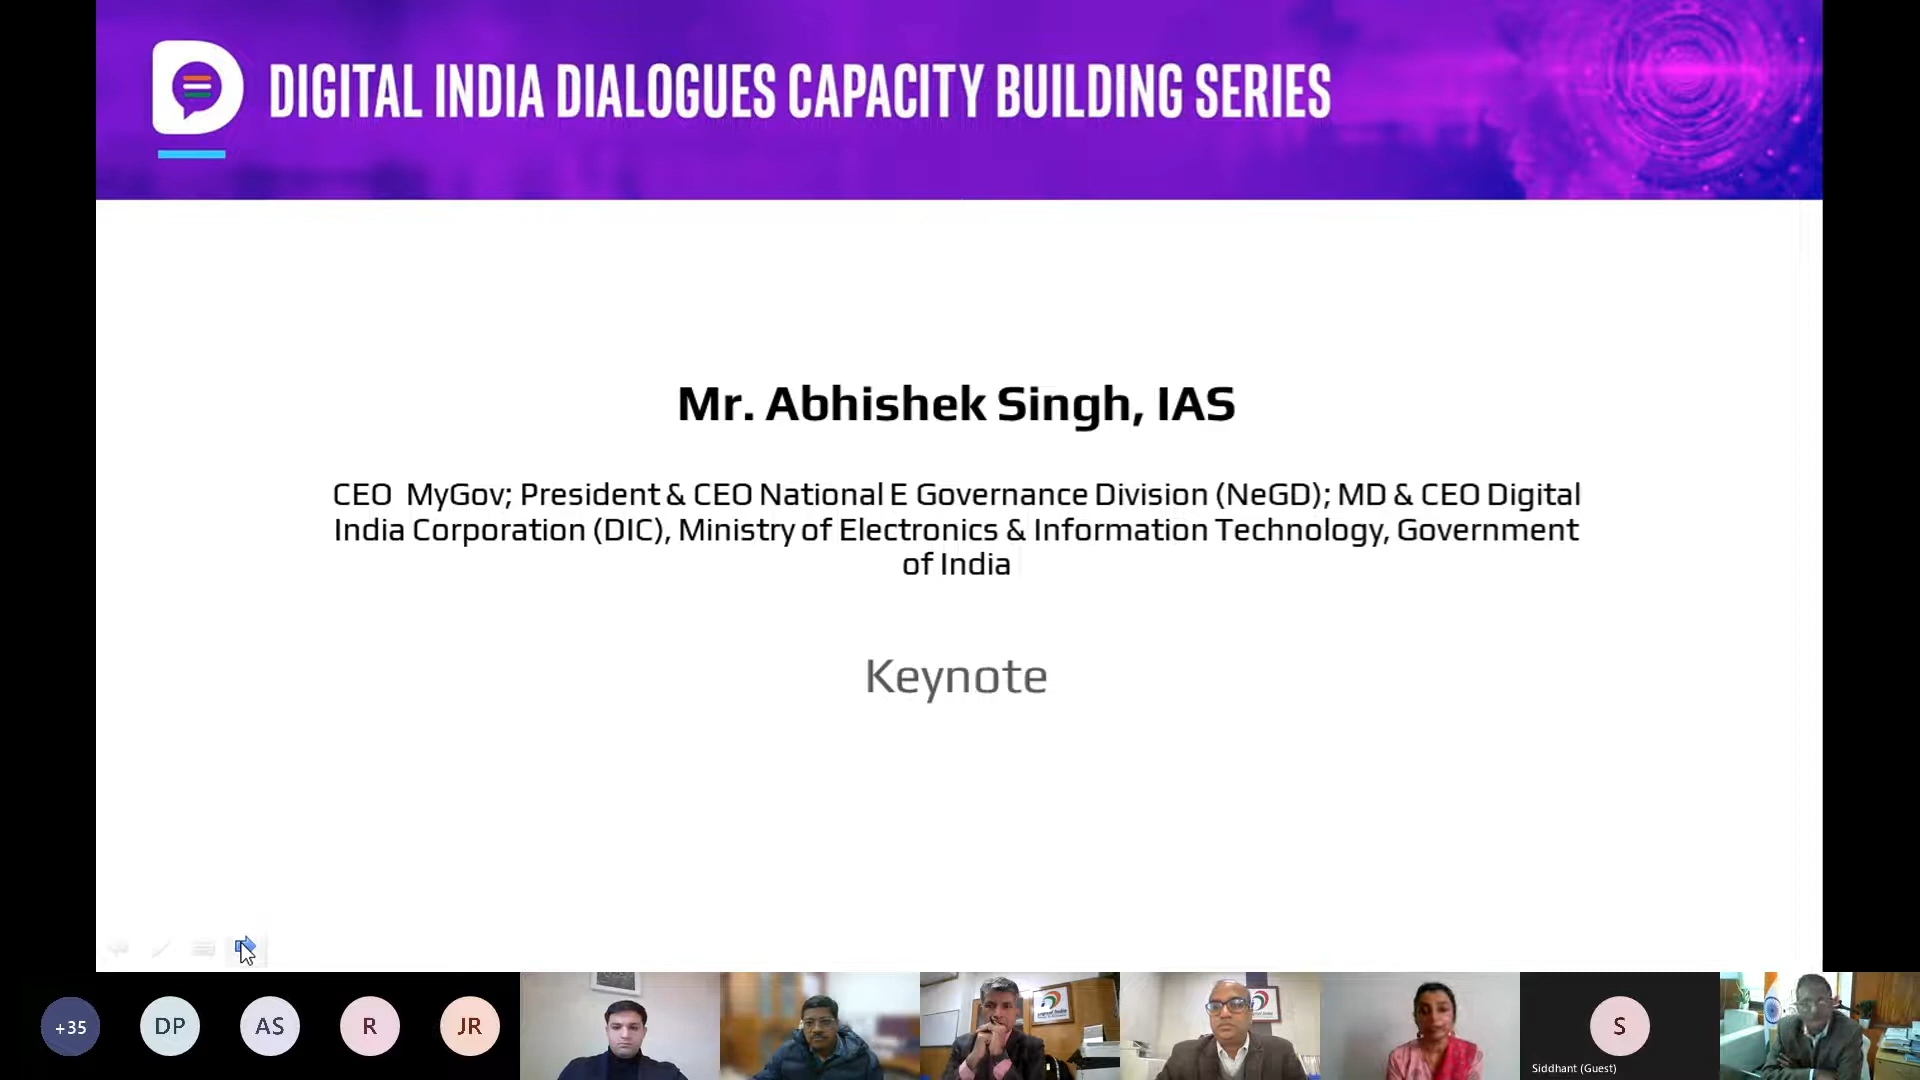 DIGITAL INDIA DIALOGUES CAPACITY BUILDING SERIES
Mr. Abhishek Singh, IAS
CEO MyGov; President & CEO National E Governance Division (NeGD); MD & CEO Digital
India Corporation (DIC), Ministry of Electronics & Information Technology, Government
of India
Keynote
+35
DP
AS
R
JR
S
Siddhant (Guest)